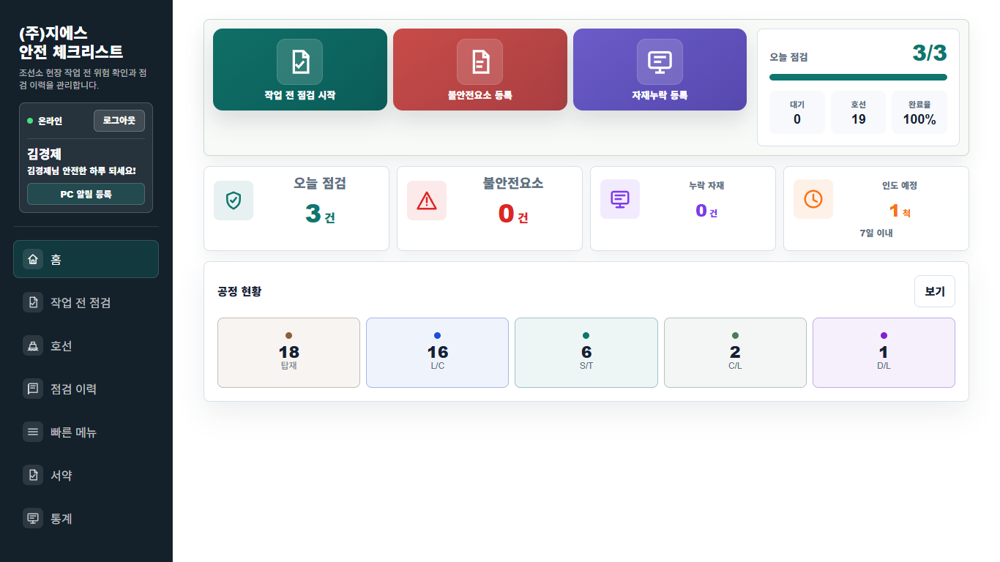 (주)지에스
안전 체크리스트
조선소 현장 작업 전 위험 확인과 점
검 이력을 관리합니다.
온라인
로그아웃
김경제
김경제님 안전한 하루 되세요!
PC 알림 등록
홈
작업 전 점검
호선
점검 이력
빠른 메뉴
서약
통계
작업 전 점검 시작
불안전요소 등록
자재누락 등록
오늘 점검
3/3
대기
0
호선
19
완료율
100%
오늘 점검
3 건
불안전요소
0 건
누락 자재
0 건
인도 예정
1 척
7일 이내
공정 현황
보기
18
탑재
16
L/C
6
S/T
2
C/L
1
D/L